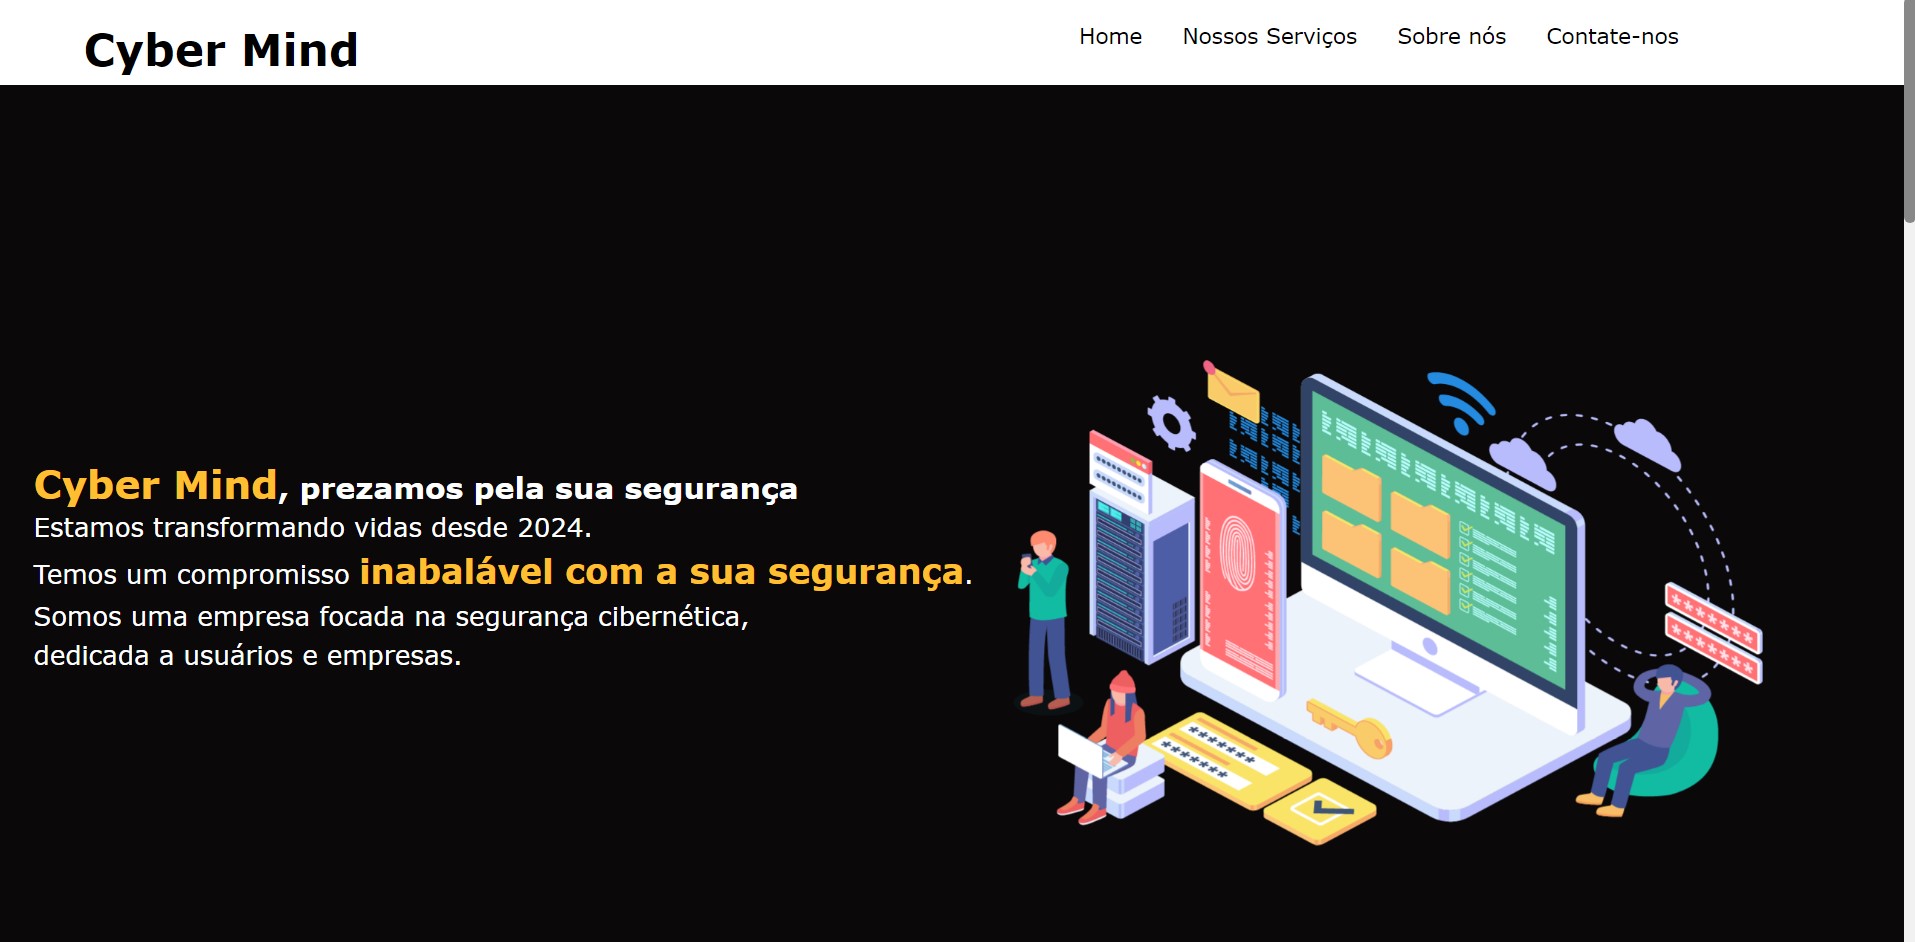 Cyber Mind
Home Nossos Serviços Sobre nós Contate-nos
Cyber Mind, prezamos pela sua segurança
Estamos transformando vidas desde 2024.
Temos um compromisso inabalável com a sua segurança.
Somos uma empresa focada na segurança cibernética,
dedicada a usuários e empresas.